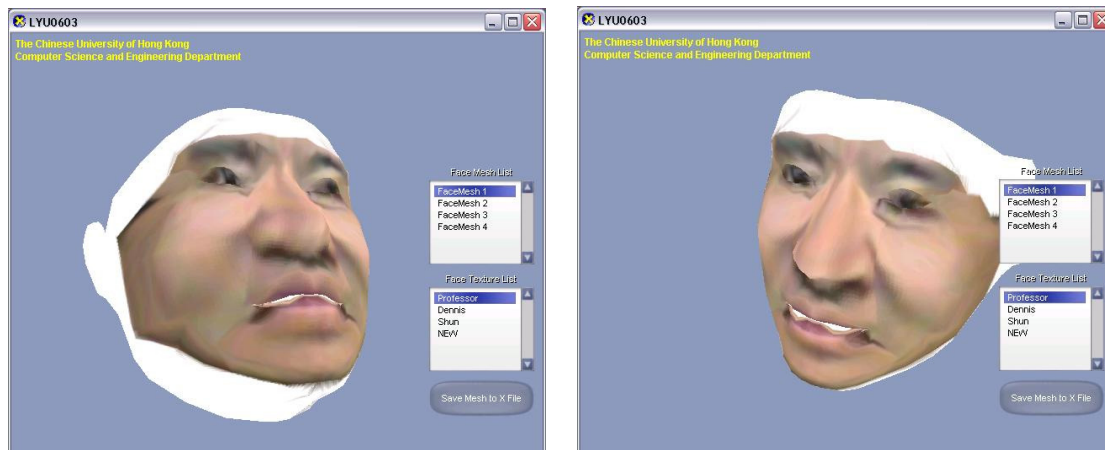 LYU0603
The Chinese University of Hong Kong
Computer Science and Engineering Department
Face Mesh List
FaceMesh 1
FaceMesh 2
FaceMesh 3
FaceMesh 4
Face Texture List
Professor
Dennis
Shun
NEW
Save Mesh to X File
LYU0603
The Chinese University of Hong Kong
Computer Science and Engineering Department
Face Mesh List
FaceMesh 1
FaceMesh 2
FaceMesh 3
FaceMesh 4
Face Texture List
Professor
Dennis
Shun
NEW
Save Mesh to X File